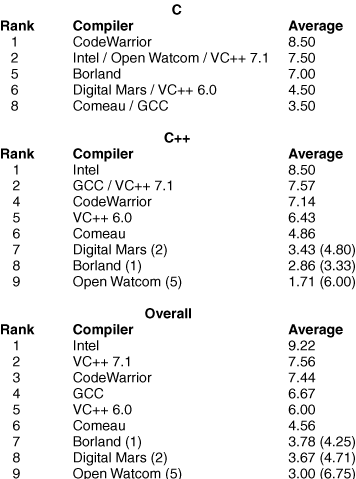 C
Rank Compiler Average
1 CodeWarrior 8.50
2 Intel / Open Watcom / VC++ 7.1 7.50
5 Borland 7.00
6 Digital Mars / VC++ 6.0 4.50
8 Comeau / GCC 3.50
C++
Rank Compiler Average
1 Intel 8.50
2 GCC / VC++ 7.1 7.57
4 CodeWarrior 7.14
5 VC++ 6.0 6.43
6 Comeau 4.86
7 Digital Mars (2) 3.43 (4.80)
8 Borland (1) 2.86 (3.33)
9 Open Watcom (5) 1.71 (6.00)
Overall
Rank Compiler Average
1 Intel 9.22
2 VC++ 7.1 7.56
3 CodeWarrior 7.44
4 GCC 6.67
5 VC++ 6.0 6.00
6 Comeau 4.56
7 Borland (1) 3.78 (4.25)
8 Digital Mars (2) 3.67 (4.71)
9 Open Watcom (5) 3.00 (6.75)